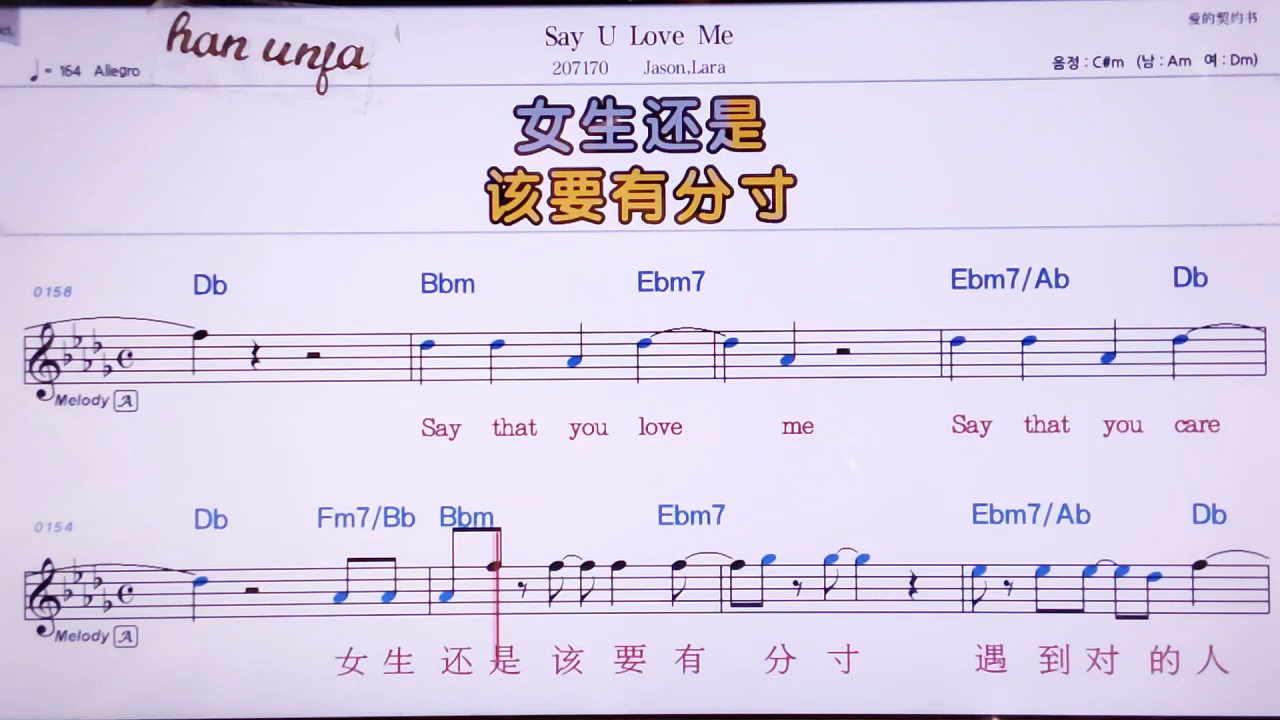 han unfa
Say U Love Me
爱的契约书
♩= 164 Allegro
207170 Jason,Lara
음정 : C#m (남 : Am 여 : Dm)
女生还是
该要有分寸
0158 Db Bbm Ebm7 Ebm7/Ab Db
Melody A
Say that you love me Say that you care
0154 Db Fm7/Bb Bbm Ebm7 Ebm7/Ab Db
Melody A
女 生 还 是 该 要 有 分 寸 遇 到 对 的 人